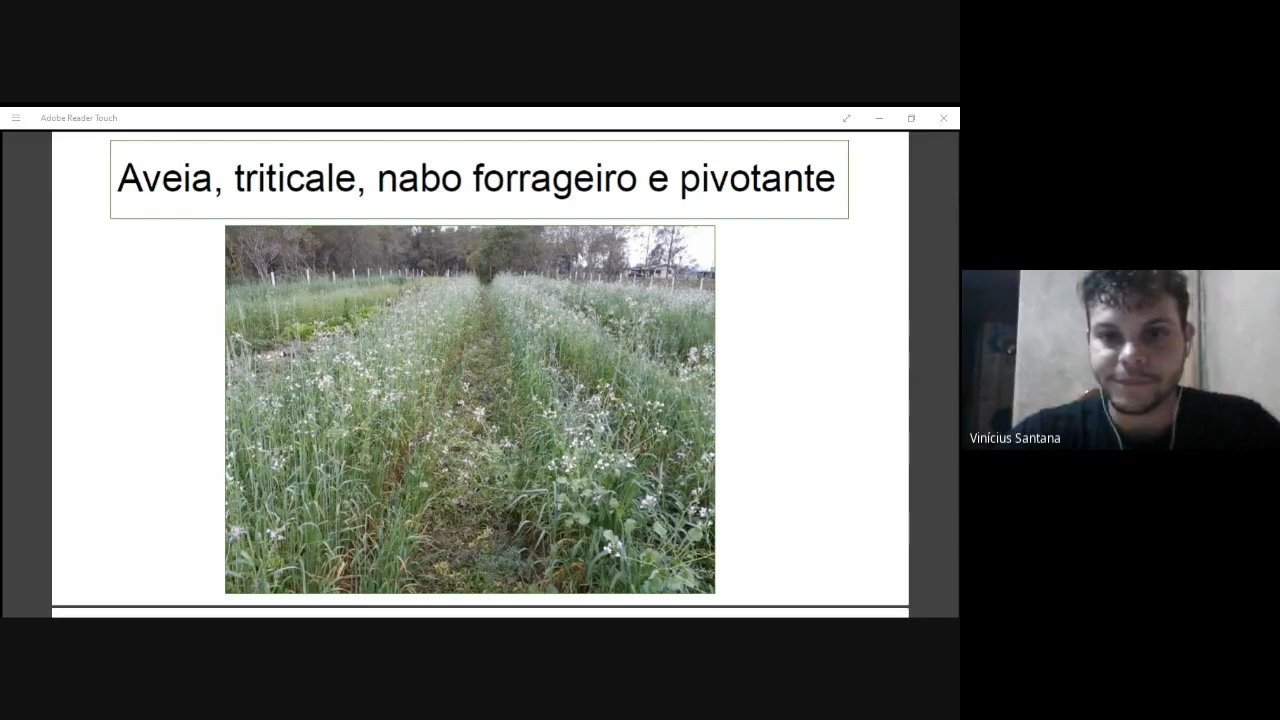 Adobe Reader Touch
Aveia, triticale, nabo forrageiro e pivotante
Vinícius Santana